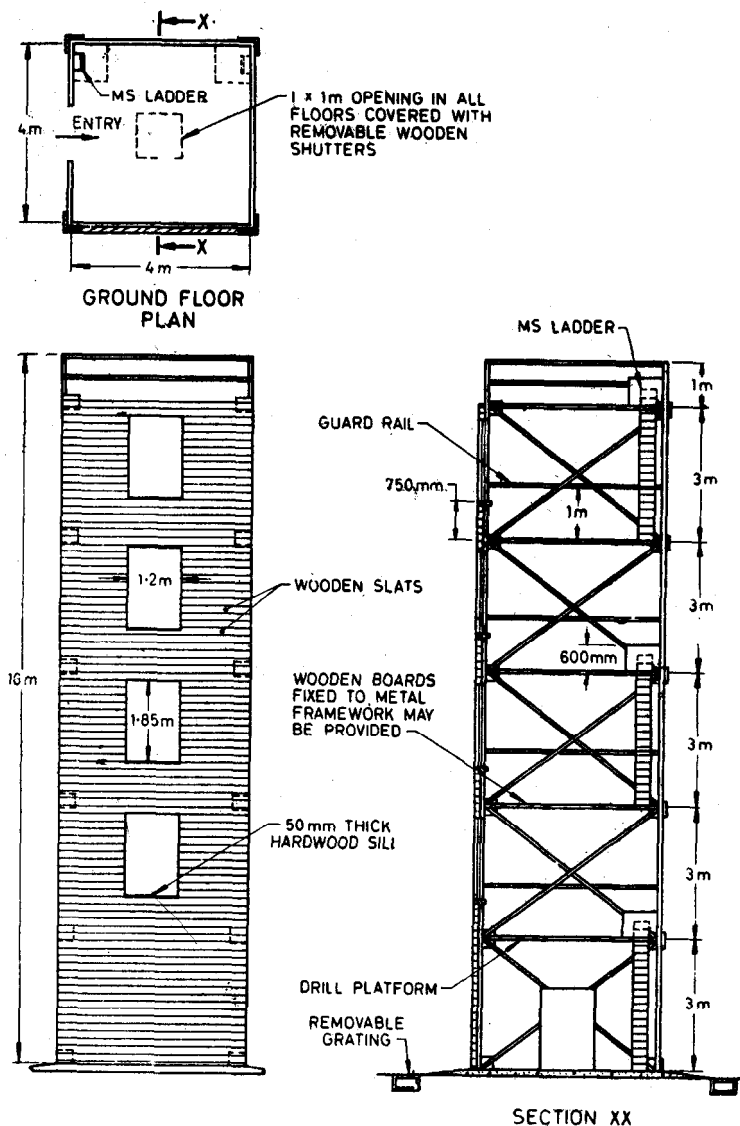 X
MS LADDER
1 × 1m OPENING IN ALL
FLOORS COVERED WITH
REMOVABLE WOODEN
SHUTTERS
4m
ENTRY
X
4m
GROUND FLOOR
PLAN
MS LADDER
1m
GUARD RAIL
3m
750mm
1m
1·2m
WOODEN SLATS
3m
600mm
16m
WOODEN BOARDS
FIXED TO METAL
FRAMEWORK MAY
BE PROVIDED
1·85m
3m
50mm THICK
HARDWOOD SILL
3m
DRILL PLATFORM
3m
REMOVABLE
GRATING
SECTION XX